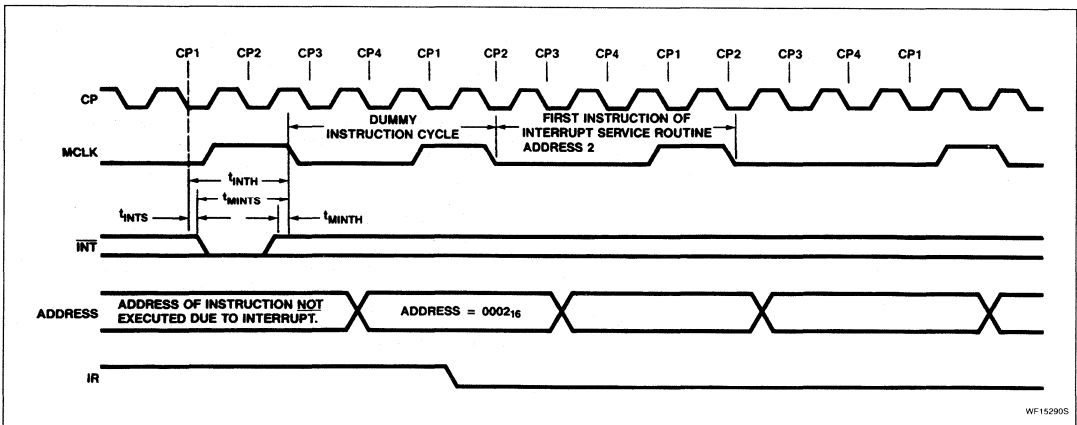 CP1 CP2 CP3 CP4 CP1 CP2 CP3 CP4 CP1 CP2 CP3 CP4 CP1
CP
DUMMY
INSTRUCTION CYCLE
FIRST INSTRUCTION OF
INTERRUPT SERVICE ROUTINE
ADDRESS 2
MCLK
tINTH
tMINTS
tINTS
tMINTH
INT
ADDRESS
ADDRESS OF INSTRUCTION NOT
EXECUTED DUE TO INTERRUPT.
ADDRESS = 0002₁₆
IR
WF15290S